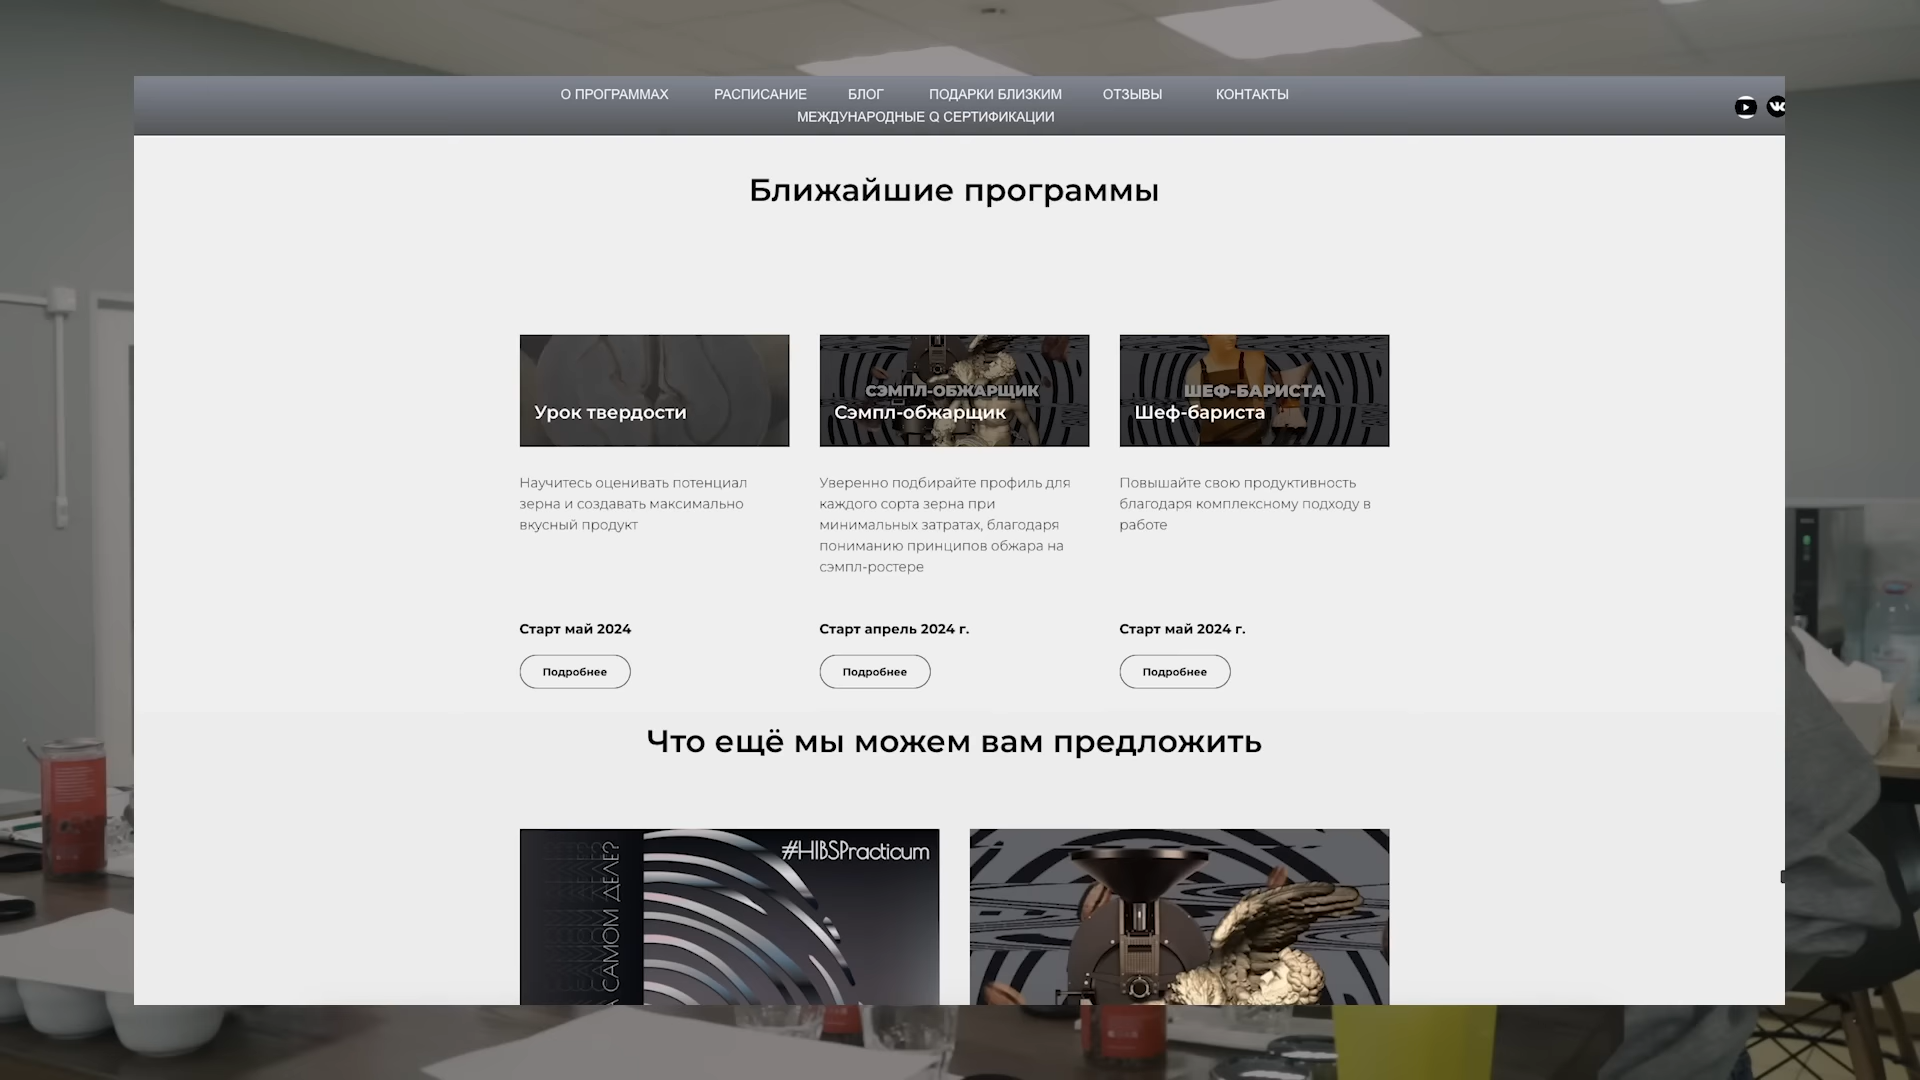 О ПРОГРАММАХ РАСПИСАНИЕ БЛОГ ПОДАРКИ БЛИЗКИМ ОТЗЫВЫ КОНТАКТЫ
МЕЖДУНАРОДНЫЕ Q СЕРТИФИКАЦИИ
Ближайшие программы
Урок твердости
Научитесь оценивать потенциал
зерна и создавать максимально
вкусный продукт
Старт май 2024
Подробнее
СЭМПЛ-ОБЖАРЩИК
Сэмпл-обжарщик
Уверенно подбирайте профиль для
каждого сорта зерна при
минимальных затратах, благодаря
пониманию принципов обжара на
сэмпл-ростере
Старт апрель 2024 г.
Подробнее
ШЕФ-БАРИСТА
Шеф-бариста
Повышайте свою продуктивность
благодаря комплексному подходу в
работе
Старт май 2024 г.
Подробнее
Что ещё мы можем вам предложить
#HIBSPracticum
А САМОМ ДЕЛЕ?